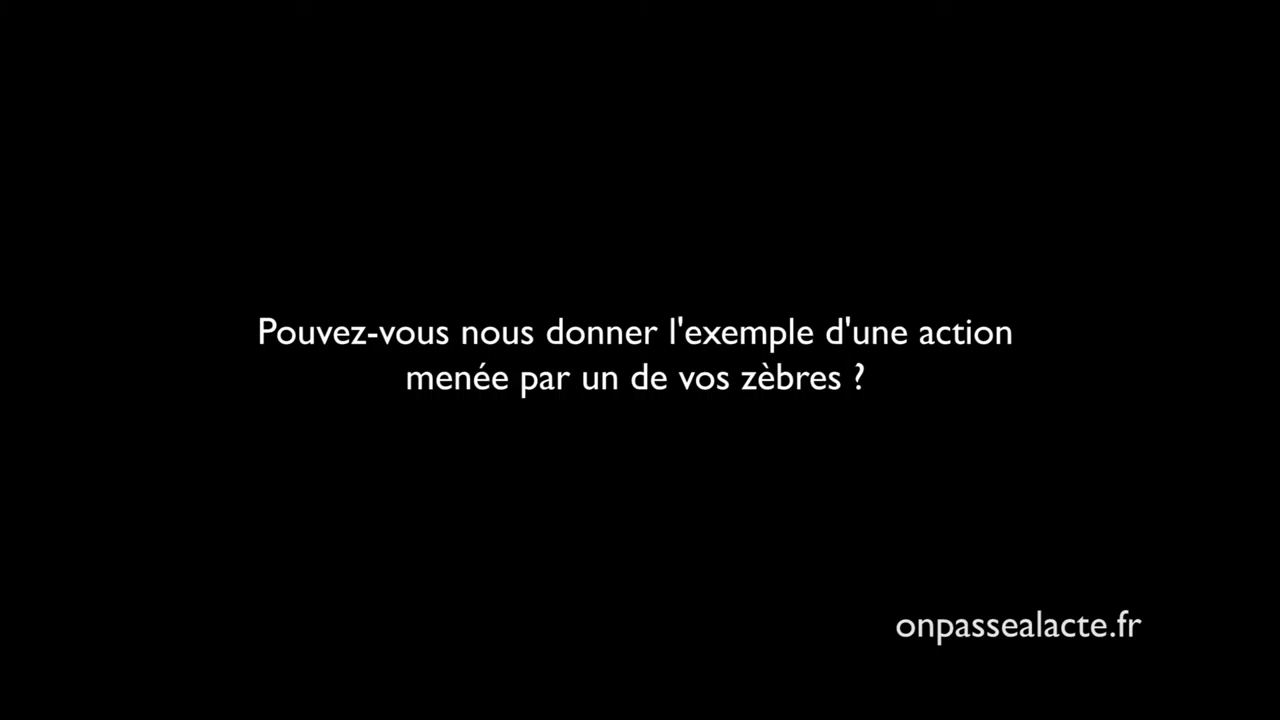 Pouvez-vous nous donner l'exemple d'une action
menée par un de vos zèbres ?
onpassealacte.fr